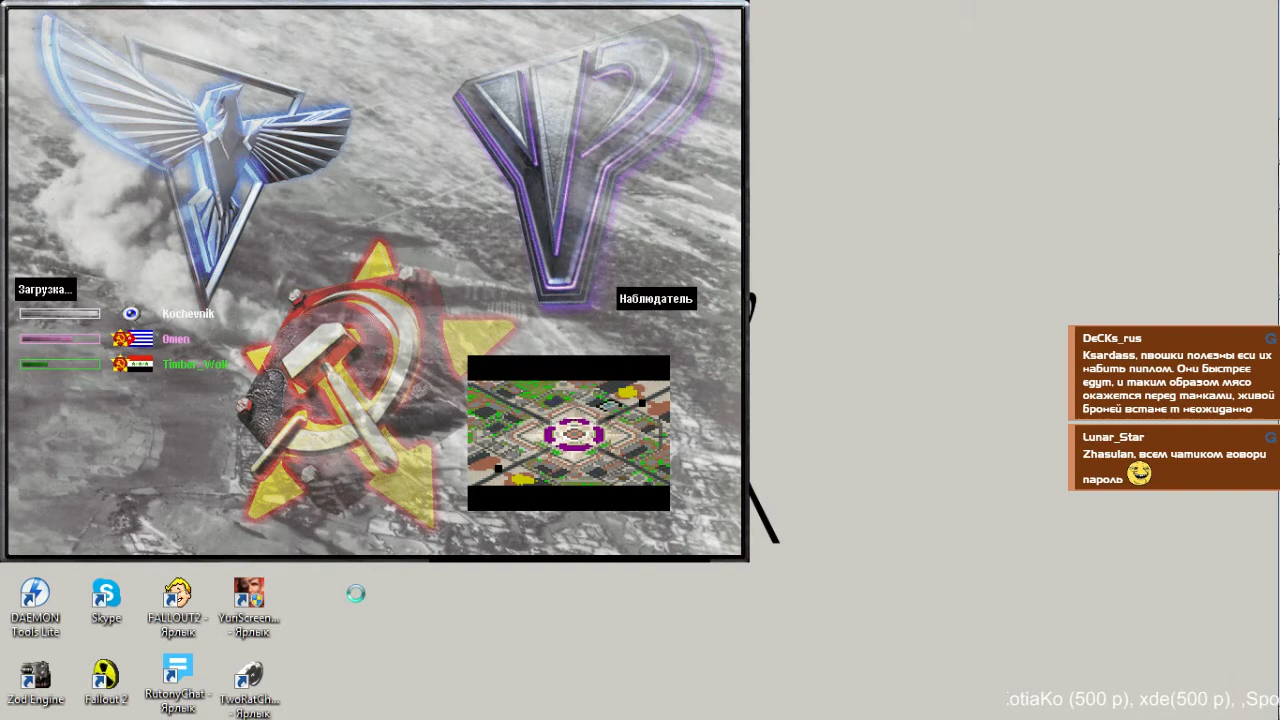 Загрузка...
Kochevnik
Omen
Timber_Wolf
Наблюдатель
DeCKs_rus
Ksardass, пвошки полезны еси их
набить пиплом. Они быстрее
едут, и таким образом мясо
окажется перед танками, живой
броней встане т неожиданно
Lunar_Star
Zhasulan, всем чатиком говори
пароль
DAEMON
Tools Lite
Skype
FALLOUT2 -
Ярлык
YuriScreen...
- Ярлык
Zod Engine
Fallout 2
RutonyChat -
Ярлык
TwoRatCh...
- Ярлык
KotiaKo (500 р), xde(500 р), ,Spo